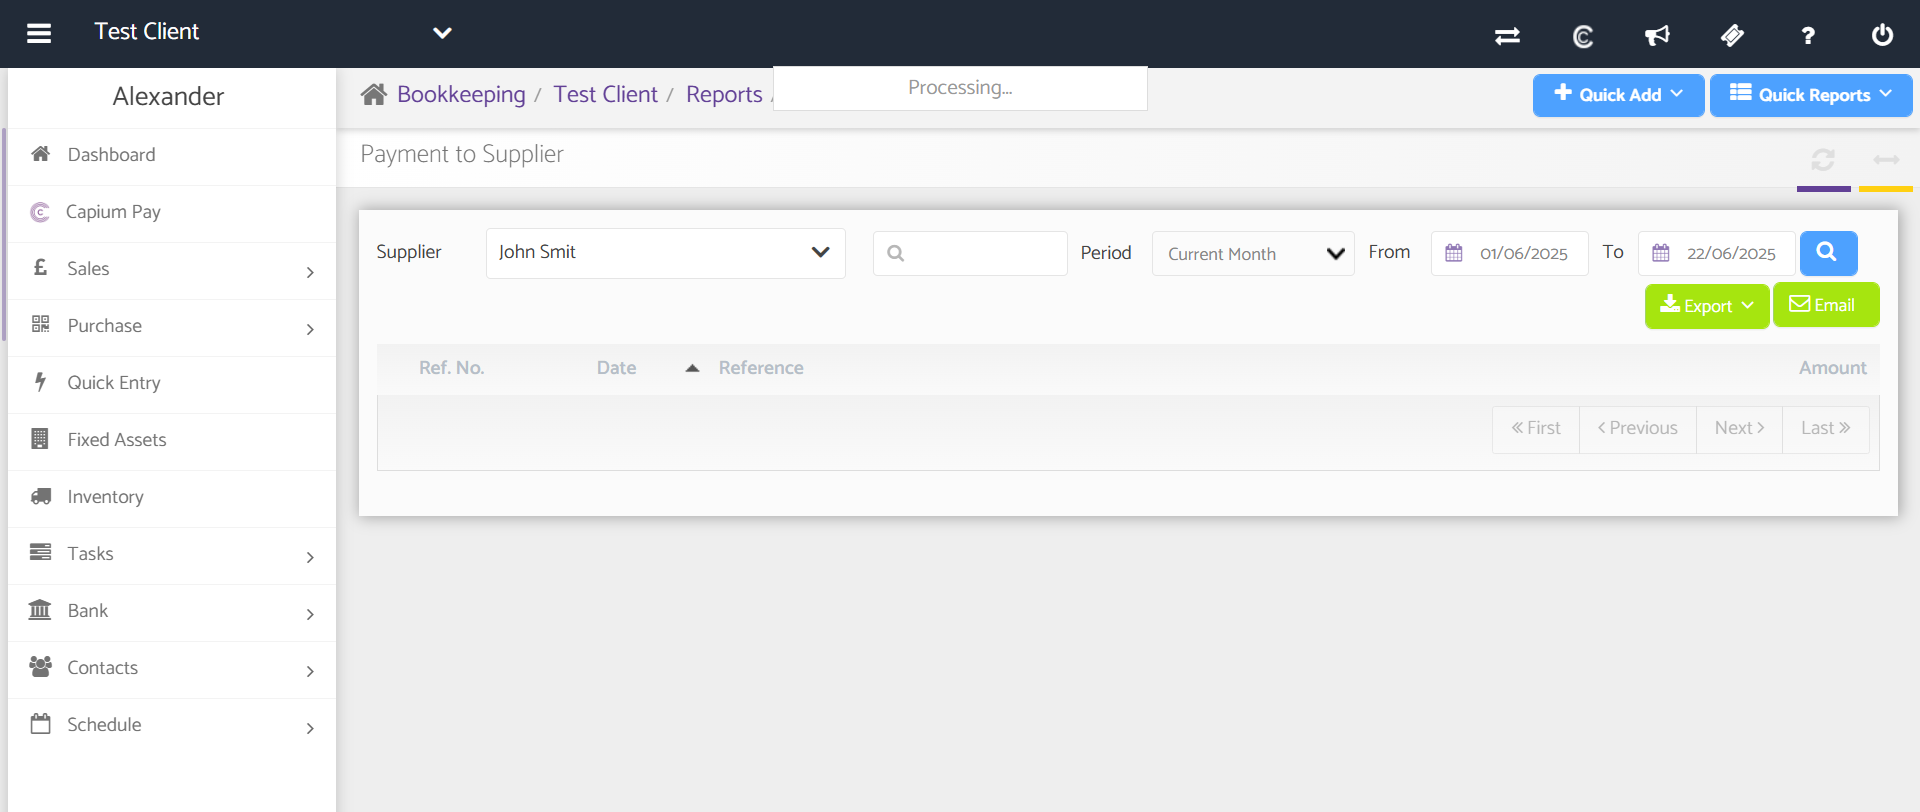 Test Client
?
Alexander
Bookkeeping / Test Client / Reports /
Processing...
Quick Add
Quick Reports
Dashboard
Capium Pay
Sales
Purchase
Quick Entry
Fixed Assets
Inventory
Tasks
Bank
Contacts
Schedule
Payment to Supplier
Supplier John Smit Period Current Month From 01/06/2025 To 22/06/2025
Export Email
Ref. No. Date Reference Amount
First Previous Next Last